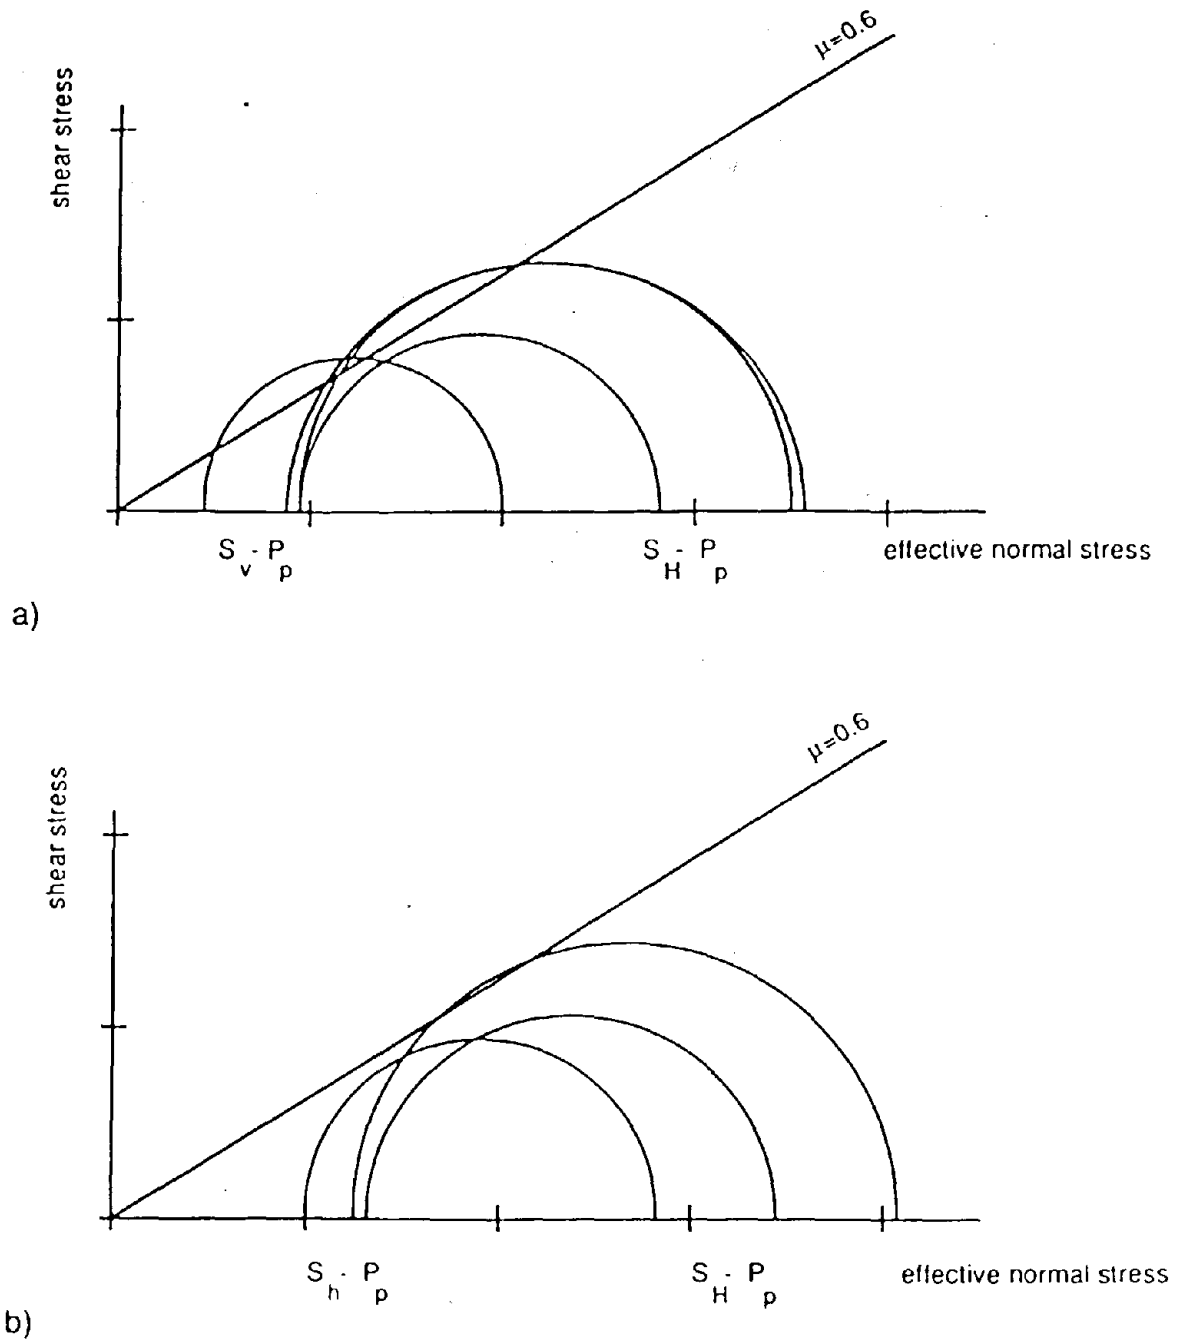 μ=0.6
shear stress
S_v - P_p S_H - P_p effective normal stress
a)
μ=0.6
shear stress
S_h - P_p S_H - P_p effective normal stress
b)